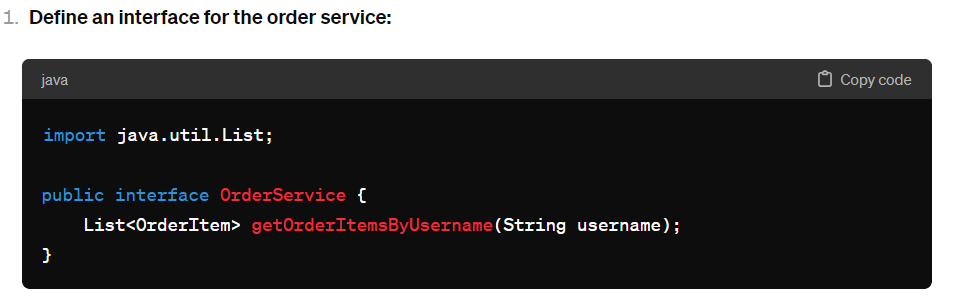 1. Define an interface for the order service:
java
Copy code
import java.util.List;
public interface OrderService {
    List<OrderItem> getOrderItemsByUsername(String username);
}